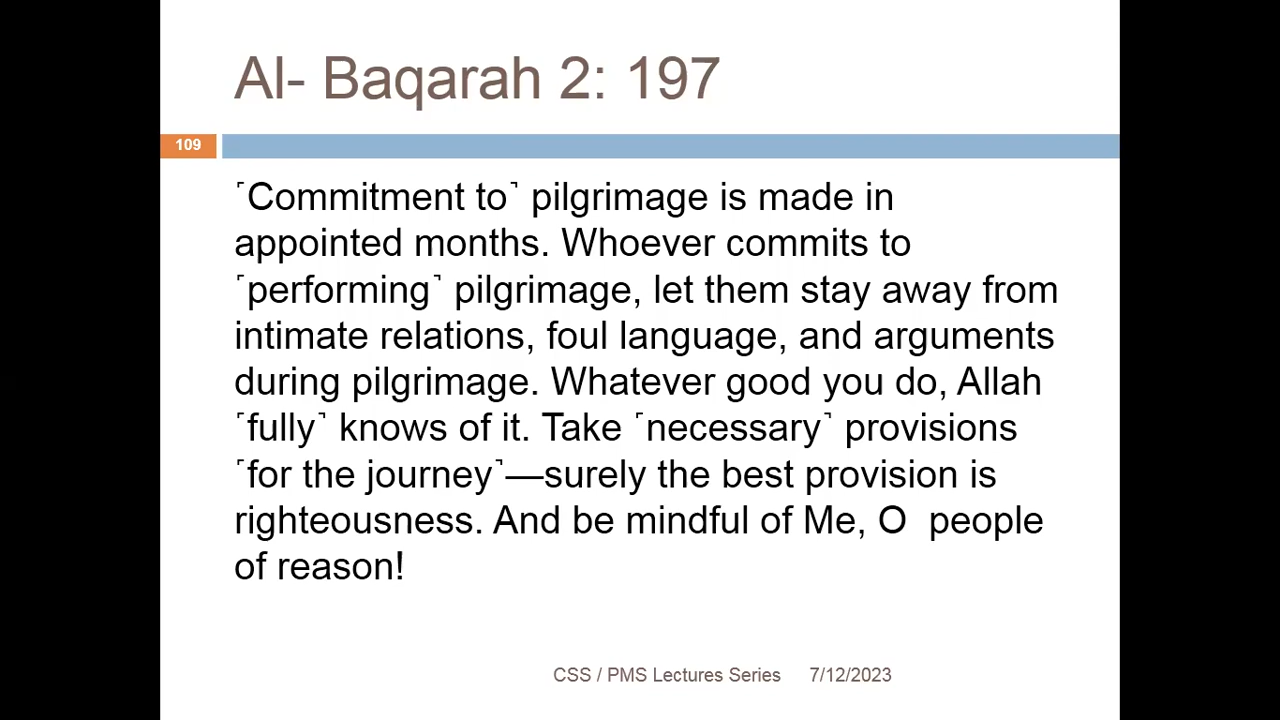 Al- Baqarah 2: 197
109
˹Commitment to˺ pilgrimage is made in
appointed months. Whoever commits to
˹performing˺ pilgrimage, let them stay away from
intimate relations, foul language, and arguments
during pilgrimage. Whatever good you do, Allah
˹fully˺ knows of it. Take ˹necessary˺ provisions
˹for the journey˺—surely the best provision is
righteousness. And be mindful of Me, O  people
of reason!
CSS / PMS Lectures Series 7/12/2023